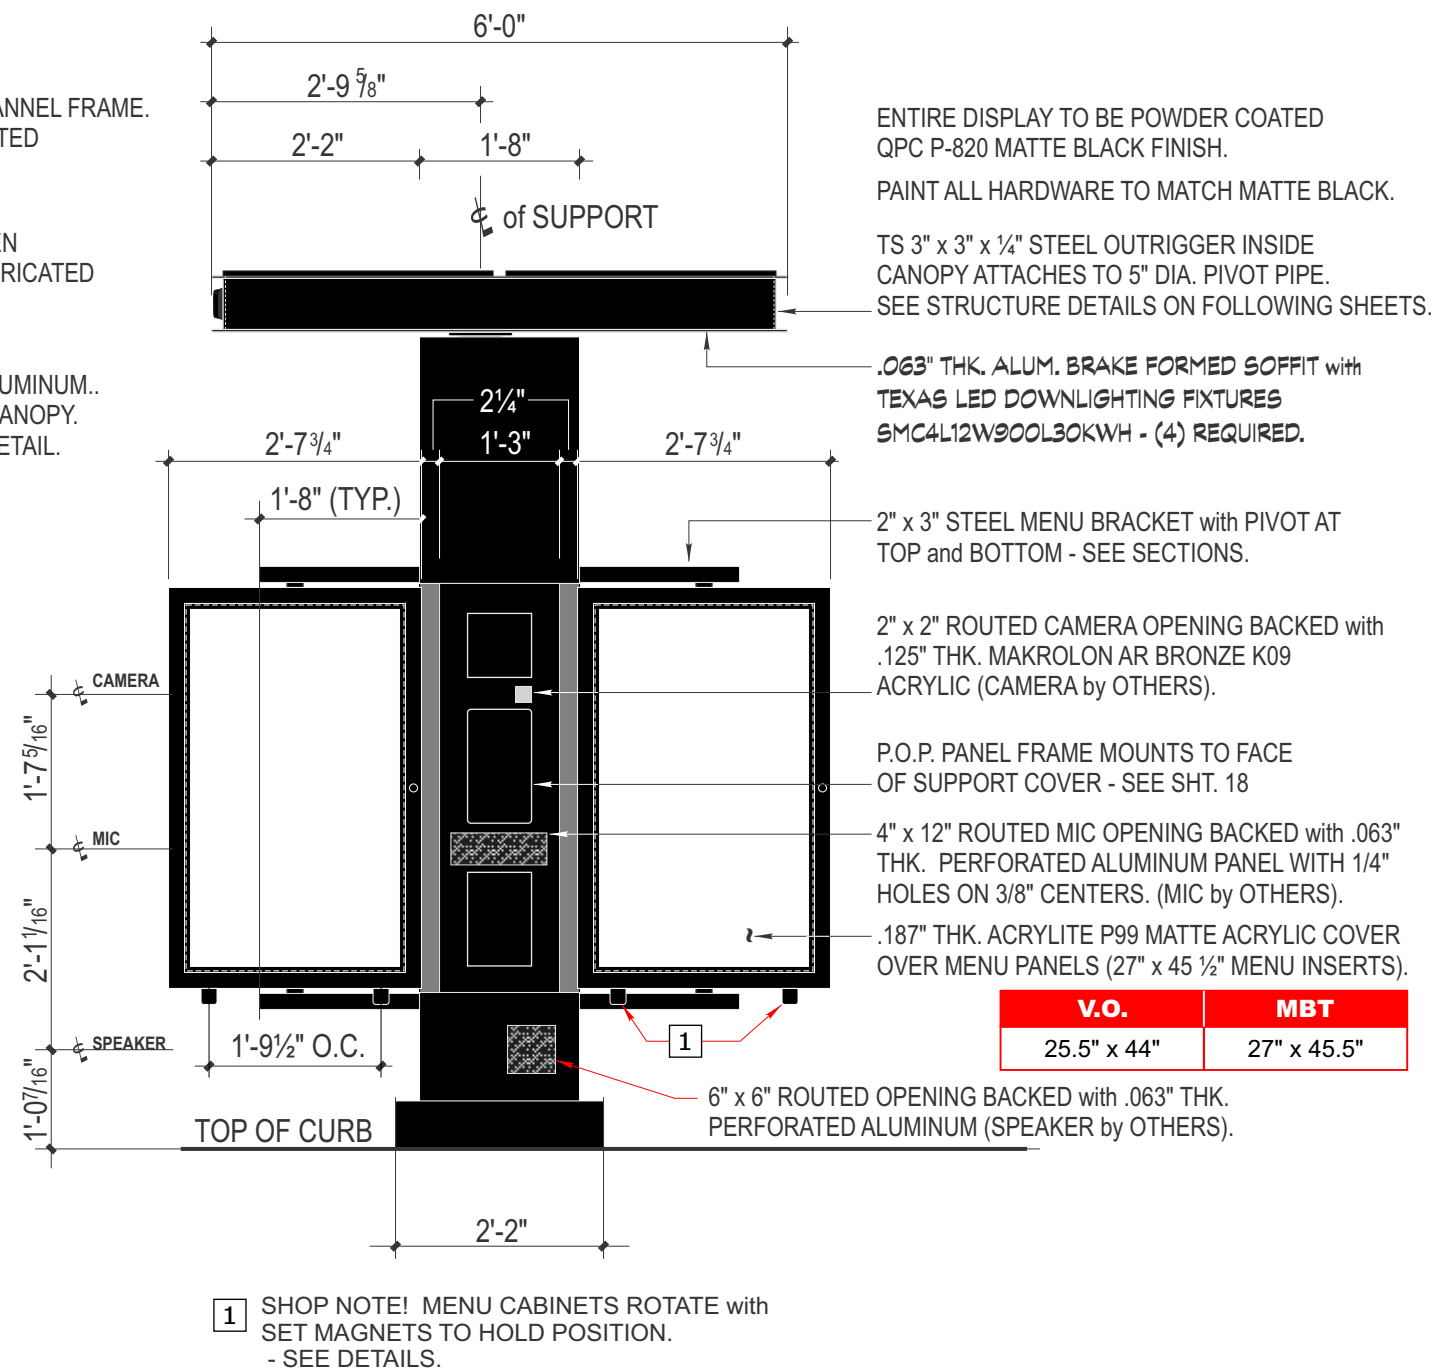 6'-0"
2'-9 5/8"
2'-2" 1'-8"
℄ of SUPPORT
ANNEL FRAME.
TED
EN
RICATED
UMINUM..
CANOPY.
ETAIL.
ENTIRE DISPLAY TO BE POWDER COATED
QPC P-820 MATTE BLACK FINISH.
PAINT ALL HARDWARE TO MATCH MATTE BLACK.
TS 3" x 3" x ¼" STEEL OUTRIGGER INSIDE
CANOPY ATTACHES TO 5" DIA. PIVOT PIPE.
SEE STRUCTURE DETAILS ON FOLLOWING SHEETS.
.063" THK. ALUM. BRAKE FORMED SOFFIT with
TEXAS LED DOWNLIGHTING FIXTURES
SMC4L12W900L30KWH - (4) REQUIRED.
2¼"
2'-7¾" 1'-3" 2'-7¾"
1'-8" (TYP.)
2" x 3" STEEL MENU BRACKET with PIVOT AT
TOP and BOTTOM - SEE SECTIONS.
2" x 2" ROUTED CAMERA OPENING BACKED with
.125" THK. MAKROLON AR BRONZE K09
ACRYLIC (CAMERA by OTHERS).
℄ CAMERA
1'-7 5/16"
P.O.P. PANEL FRAME MOUNTS TO FACE
OF SUPPORT COVER - SEE SHT. 18
℄ MIC
4" x 12" ROUTED MIC OPENING BACKED with .063"
THK. PERFORATED ALUMINUM PANEL WITH 1/4"
HOLES ON 3/8" CENTERS. (MIC by OTHERS).
2'-1 1/16"
.187" THK. ACRYLITE P99 MATTE ACRYLIC COVER
OVER MENU PANELS (27" x 45 ½" MENU INSERTS).
V.O. MBT
25.5" x 44" 27" x 45.5"
℄ SPEAKER
1'-9½" O.C.
1
1'-0 7/16"
6" x 6" ROUTED OPENING BACKED with .063" THK.
PERFORATED ALUMINUM (SPEAKER by OTHERS).
TOP OF CURB
2'-2"
1 SHOP NOTE! MENU CABINETS ROTATE with
SET MAGNETS TO HOLD POSITION.
- SEE DETAILS.